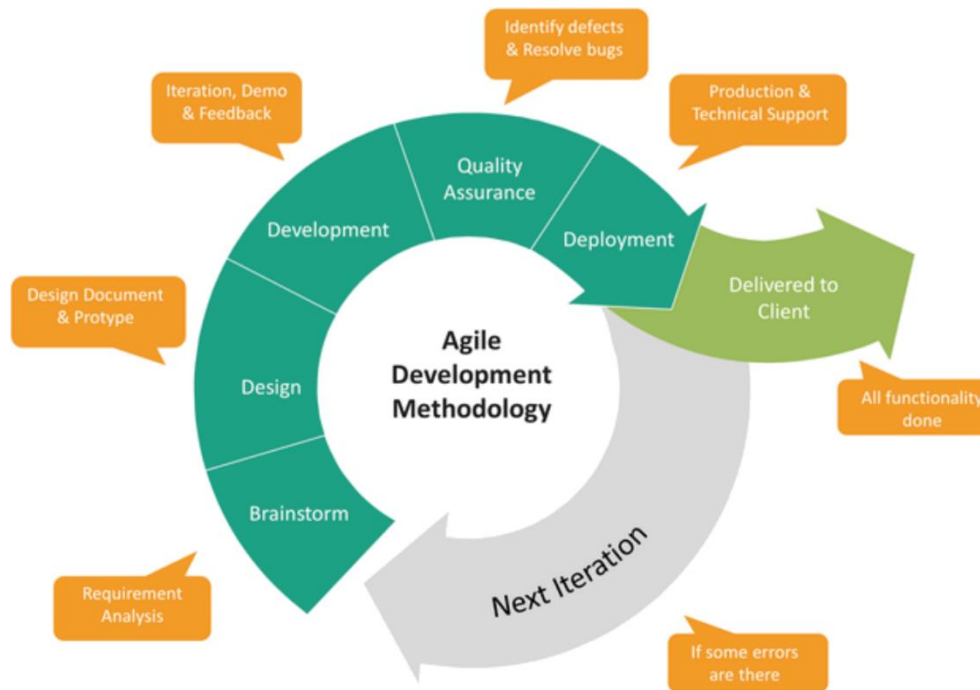 Identify defects
& Resolve bugs
Iteration, Demo
& Feedback
Production &
Technical Support
Quality
Assurance
Development
Deployment
Delivered to
Client
Design Document
& Protype
Agile
Development
Methodology
Design
All functionality
done
Brainstorm
Next Iteration
Requirement
Analysis
If some errors
are there